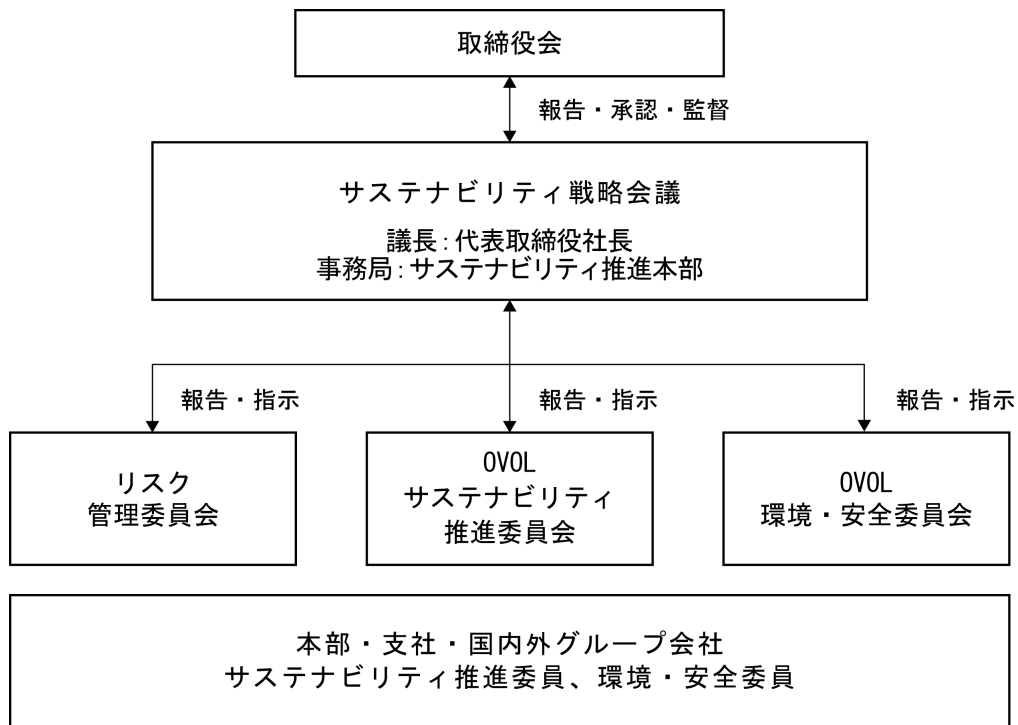 取締役会
報告・承認・監督
サステナビリティ戦略会議
議長：代表取締役社長
事務局：サステナビリティ推進本部
報告・指示
報告・指示
報告・指示
リスク
管理委員会
OVOL
サステナビリティ
推進委員会
OVOL
環境・安全委員会
本部・支社・国内外グループ会社
サステナビリティ推進委員、環境・安全委員